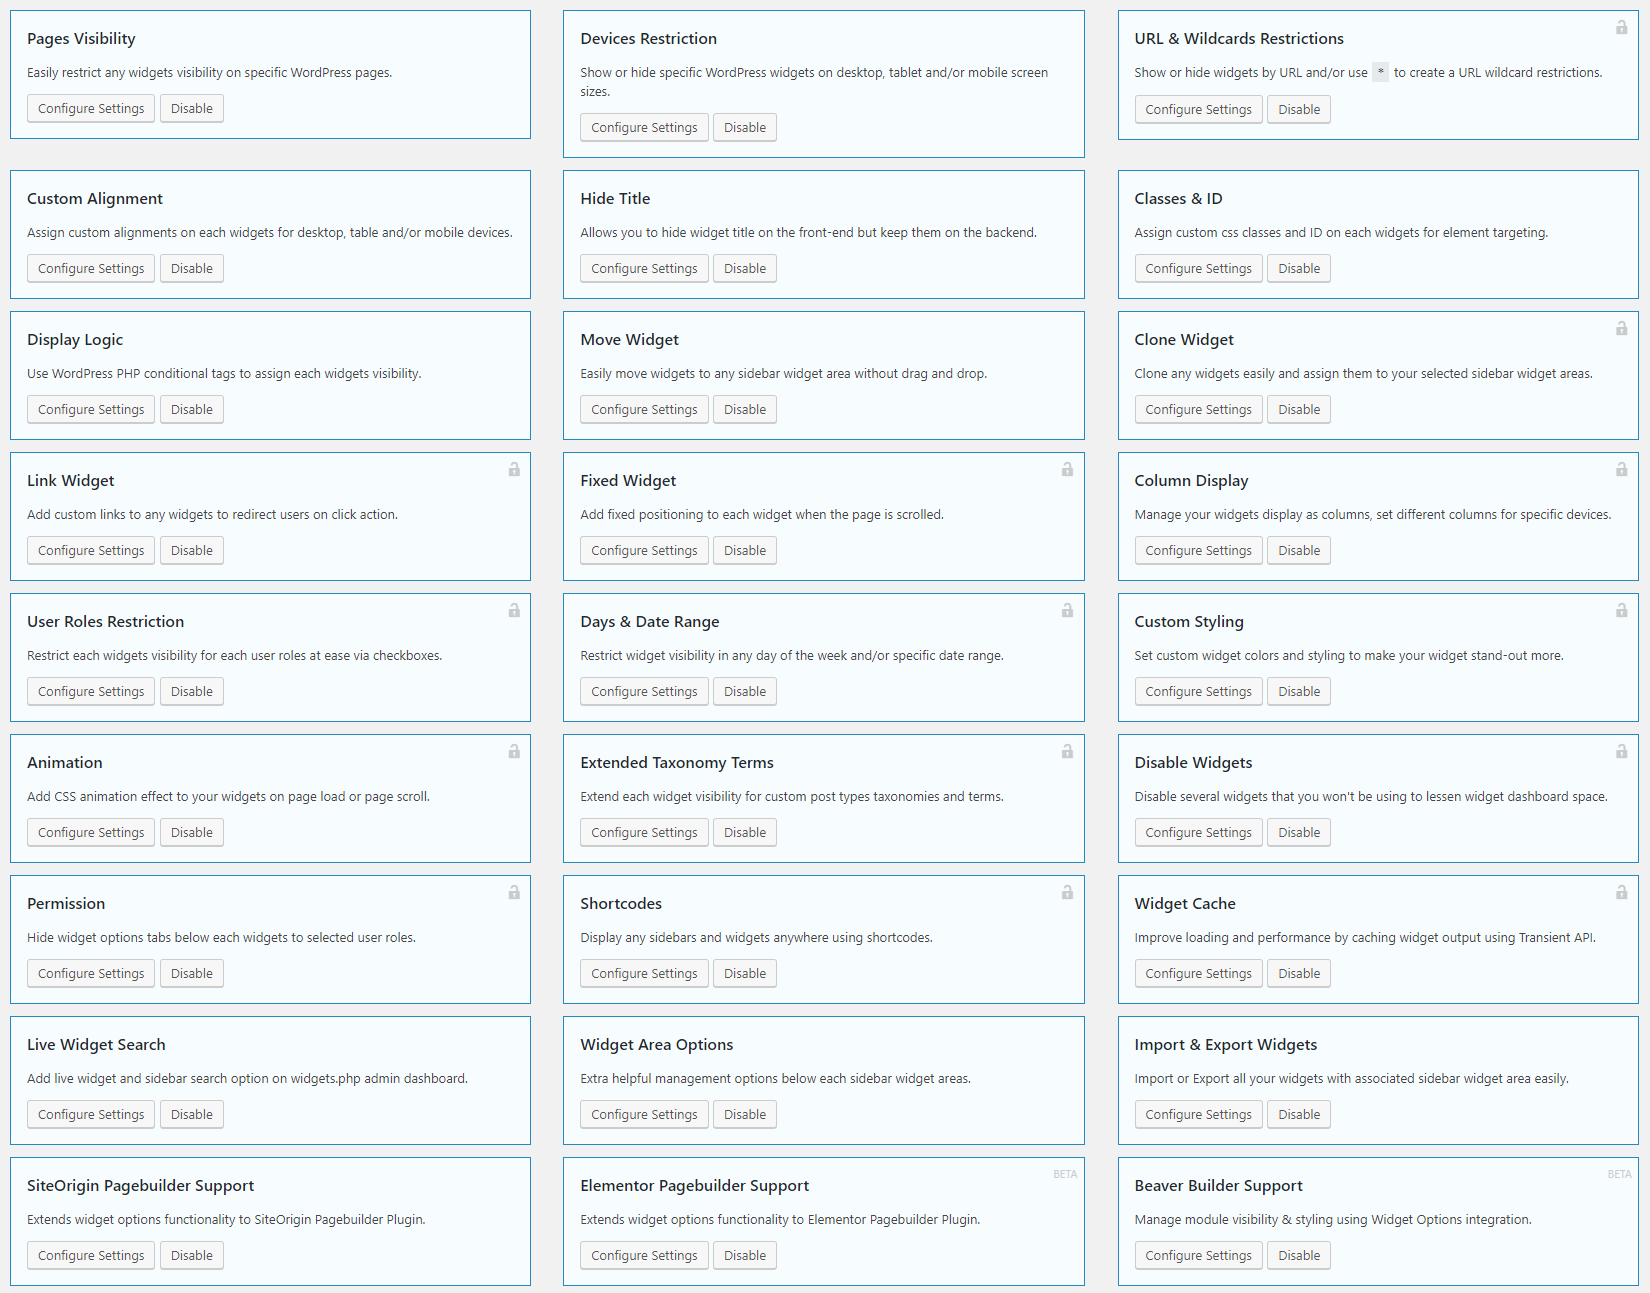 Pages Visibility
Easily restrict any widgets visibility on specific WordPress pages.
Configure Settings Disable
Devices Restriction
Show or hide specific WordPress widgets on desktop, tablet and/or mobile screen
sizes.
Configure Settings Disable
URL & Wildcards Restrictions
Show or hide widgets by URL and/or use * to create a URL wildcard restrictions.
Configure Settings Disable
Custom Alignment
Assign custom alignments on each widgets for desktop, table and/or mobile devices.
Configure Settings Disable
Hide Title
Allows you to hide widget title on the front-end but keep them on the backend.
Configure Settings Disable
Classes & ID
Assign custom css classes and ID on each widgets for element targeting.
Configure Settings Disable
Display Logic
Use WordPress PHP conditional tags to assign each widgets visibility.
Configure Settings Disable
Move Widget
Easily move widgets to any sidebar widget area without drag and drop.
Configure Settings Disable
Clone Widget
Clone any widgets easily and assign them to your selected sidebar widget areas.
Configure Settings Disable
Link Widget
Add custom links to any widgets to redirect users on click action.
Configure Settings Disable
Fixed Widget
Add fixed positioning to each widget when the page is scrolled.
Configure Settings Disable
Column Display
Manage your widgets display as columns, set different columns for specific devices.
Configure Settings Disable
User Roles Restriction
Restrict each widgets visibility for each user roles at ease via checkboxes.
Configure Settings Disable
Days & Date Range
Restrict widget visibility in any day of the week and/or specific date range.
Configure Settings Disable
Custom Styling
Set custom widget colors and styling to make your widget stand-out more.
Configure Settings Disable
Animation
Add CSS animation effect to your widgets on page load or page scroll.
Configure Settings Disable
Extended Taxonomy Terms
Extend each widget visibility for custom post types taxonomies and terms.
Configure Settings Disable
Disable Widgets
Disable several widgets that you won't be using to lessen widget dashboard space.
Configure Settings Disable
Permission
Hide widget options tabs below each widgets to selected user roles.
Configure Settings Disable
Shortcodes
Display any sidebars and widgets anywhere using shortcodes.
Configure Settings Disable
Widget Cache
Improve loading and performance by caching widget output using Transient API.
Configure Settings Disable
Live Widget Search
Add live widget and sidebar search option on widgets.php admin dashboard.
Configure Settings Disable
Widget Area Options
Extra helpful management options below each sidebar widget areas.
Configure Settings Disable
Import & Export Widgets
Import or Export all your widgets with associated sidebar widget area easily.
Configure Settings Disable
SiteOrigin Pagebuilder Support
Extends widget options functionality to SiteOrigin Pagebuilder Plugin.
Configure Settings Disable
BETA
Elementor Pagebuilder Support
Extends widget options functionality to Elementor Pagebuilder Plugin.
Configure Settings Disable
BETA
Beaver Builder Support
Manage module visibility & styling using Widget Options integration.
Configure Settings Disable